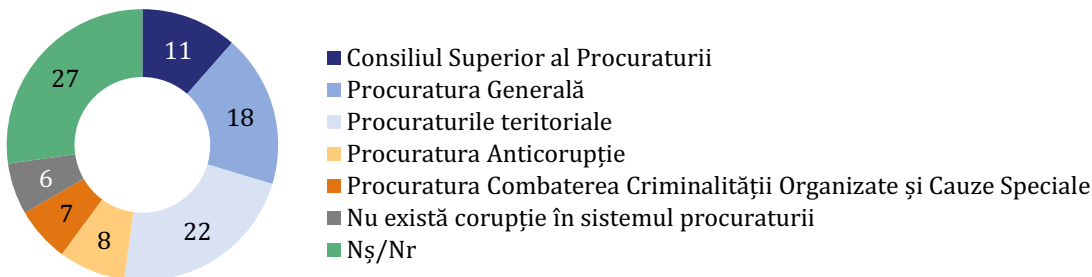 11
18
22
8
7
6
27
Consiliul Superior al Procuraturii
Procuratura Generală
Procuraturile teritoriale
Procuratura Anticorupție
Procuratura Combaterea Criminalității Organizate și Cauze Speciale
Nu există corupție în sistemul procuraturii
Nș/Nr